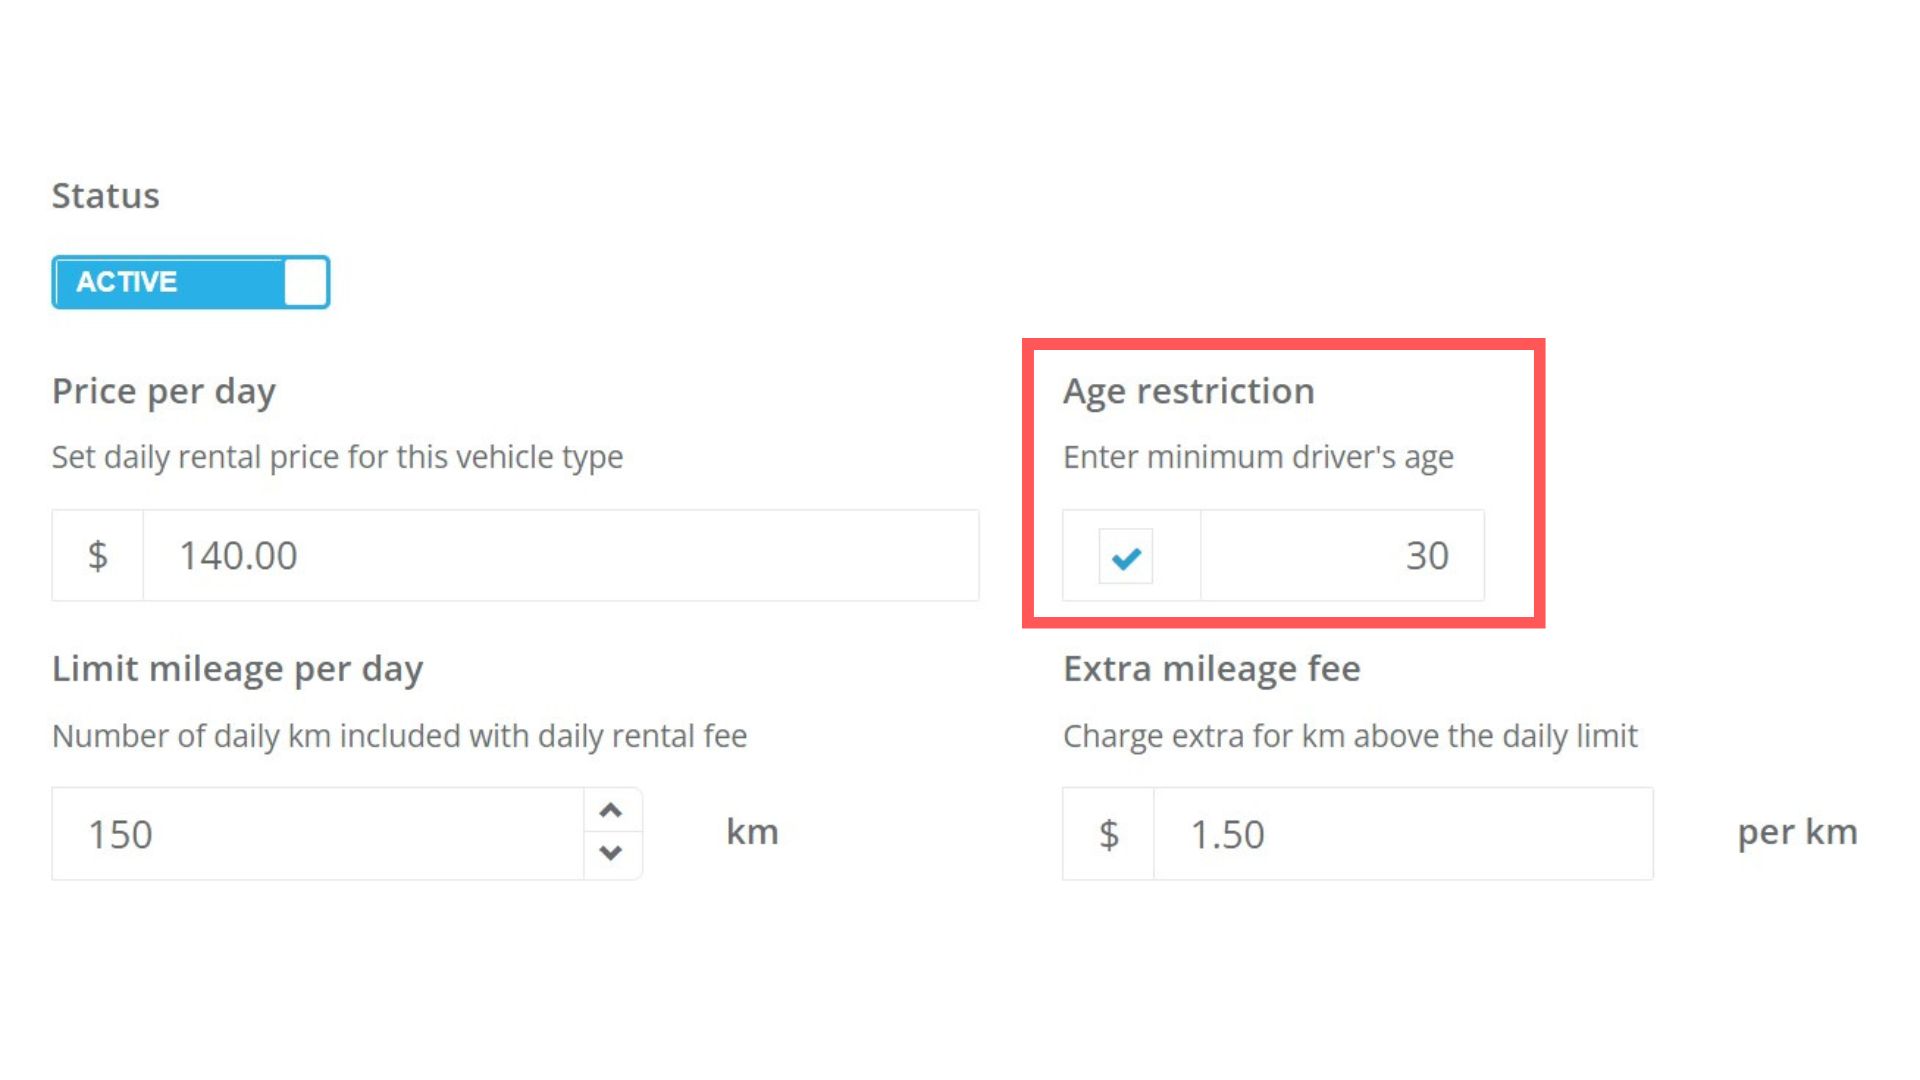 Status
ACTIVE
Price per day
Set daily rental price for this vehicle type
$ 140.00
Age restriction
Enter minimum driver's age
30
Limit mileage per day
Number of daily km included with daily rental fee
150 km
Extra mileage fee
Charge extra for km above the daily limit
$ 1.50 per km